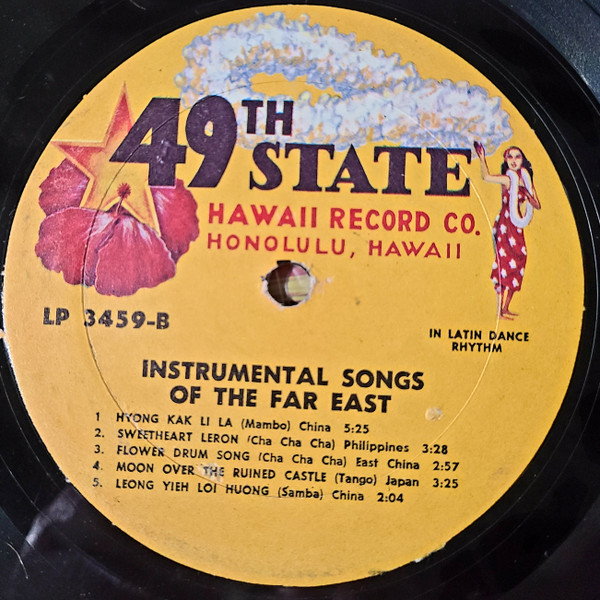 49TH
STATE
HAWAII RECORD CO.
HONOLULU, HAWAII
LP 3459-B
IN LATIN DANCE
RHYTHM
INSTRUMENTAL SONGS
OF THE FAR EAST
1 HYONG KAK LI LA (Mambo) China 5:25
2. SWEETHEART LERON (Cha Cha Cha) Philippines 3:28
3. FLOWER DRUM SONG (Cha Cha Cha) East China 2:57
4. MOON OVER THE RUINED CASTLE (Tango) Japan 3:25
5. LEONG YIEH LOI HUONG (Samba) China 2:04